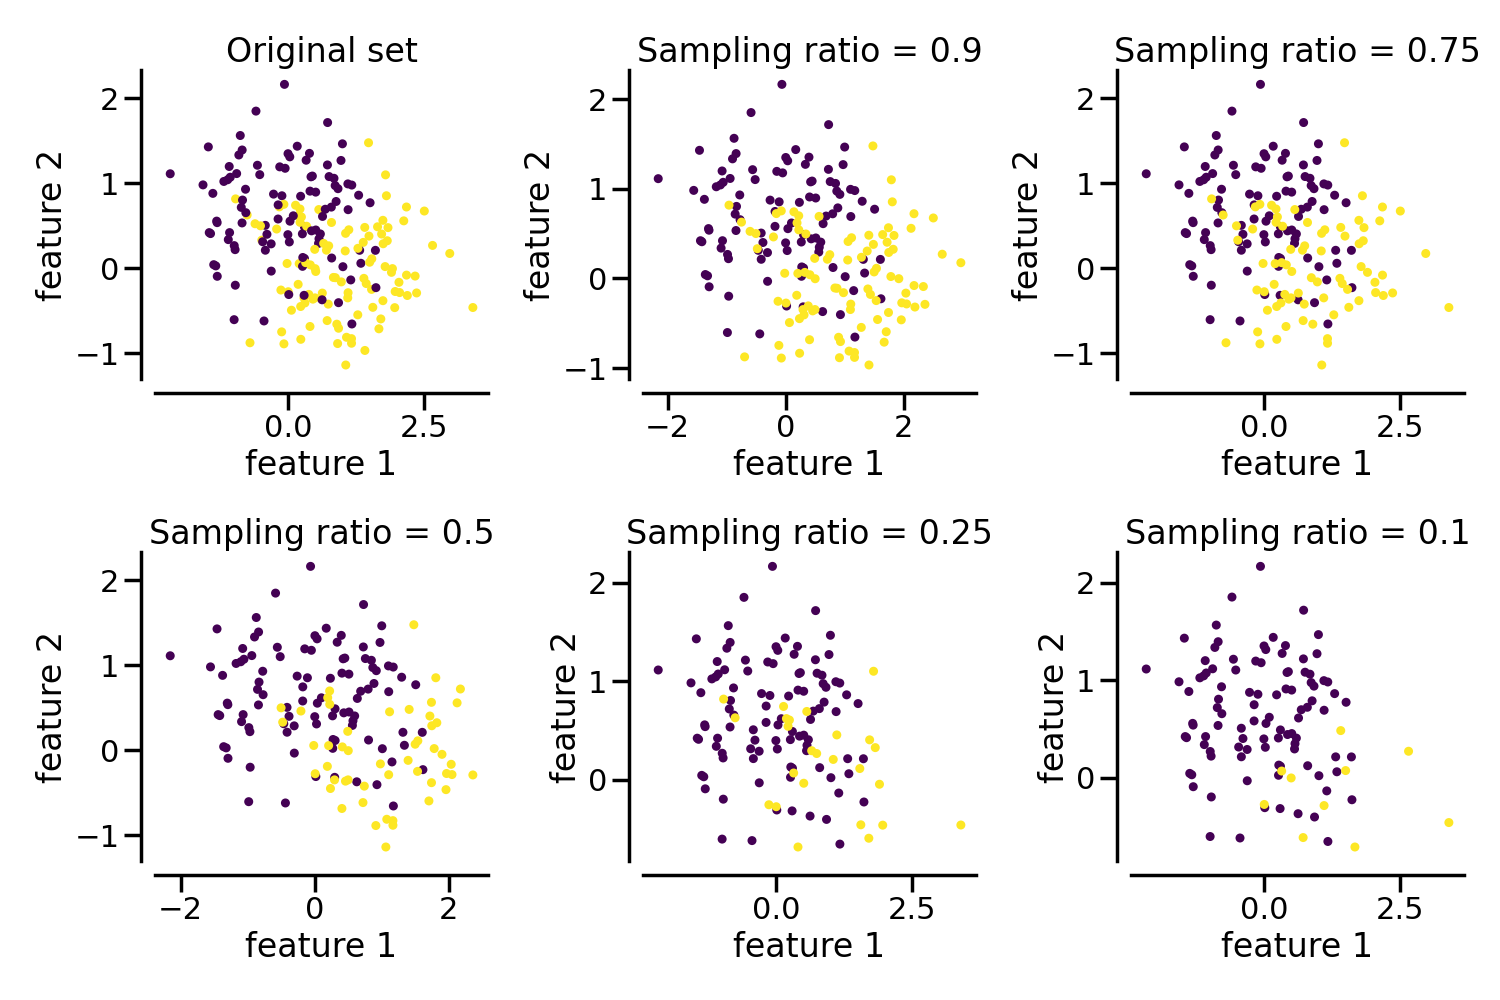 Original set
2
1
0
−1
feature 2
0.0 2.5
feature 1
Sampling ratio = 0.9
2
1
0
−1
feature 2
−2 0 2
feature 1
Sampling ratio = 0.75
2
1
0
−1
feature 2
0.0 2.5
feature 1
Sampling ratio = 0.5
2
1
0
−1
feature 2
−2 0 2
feature 1
Sampling ratio = 0.25
2
1
0
feature 2
0.0 2.5
feature 1
Sampling ratio = 0.1
2
1
0
feature 2
0.0 2.5
feature 1